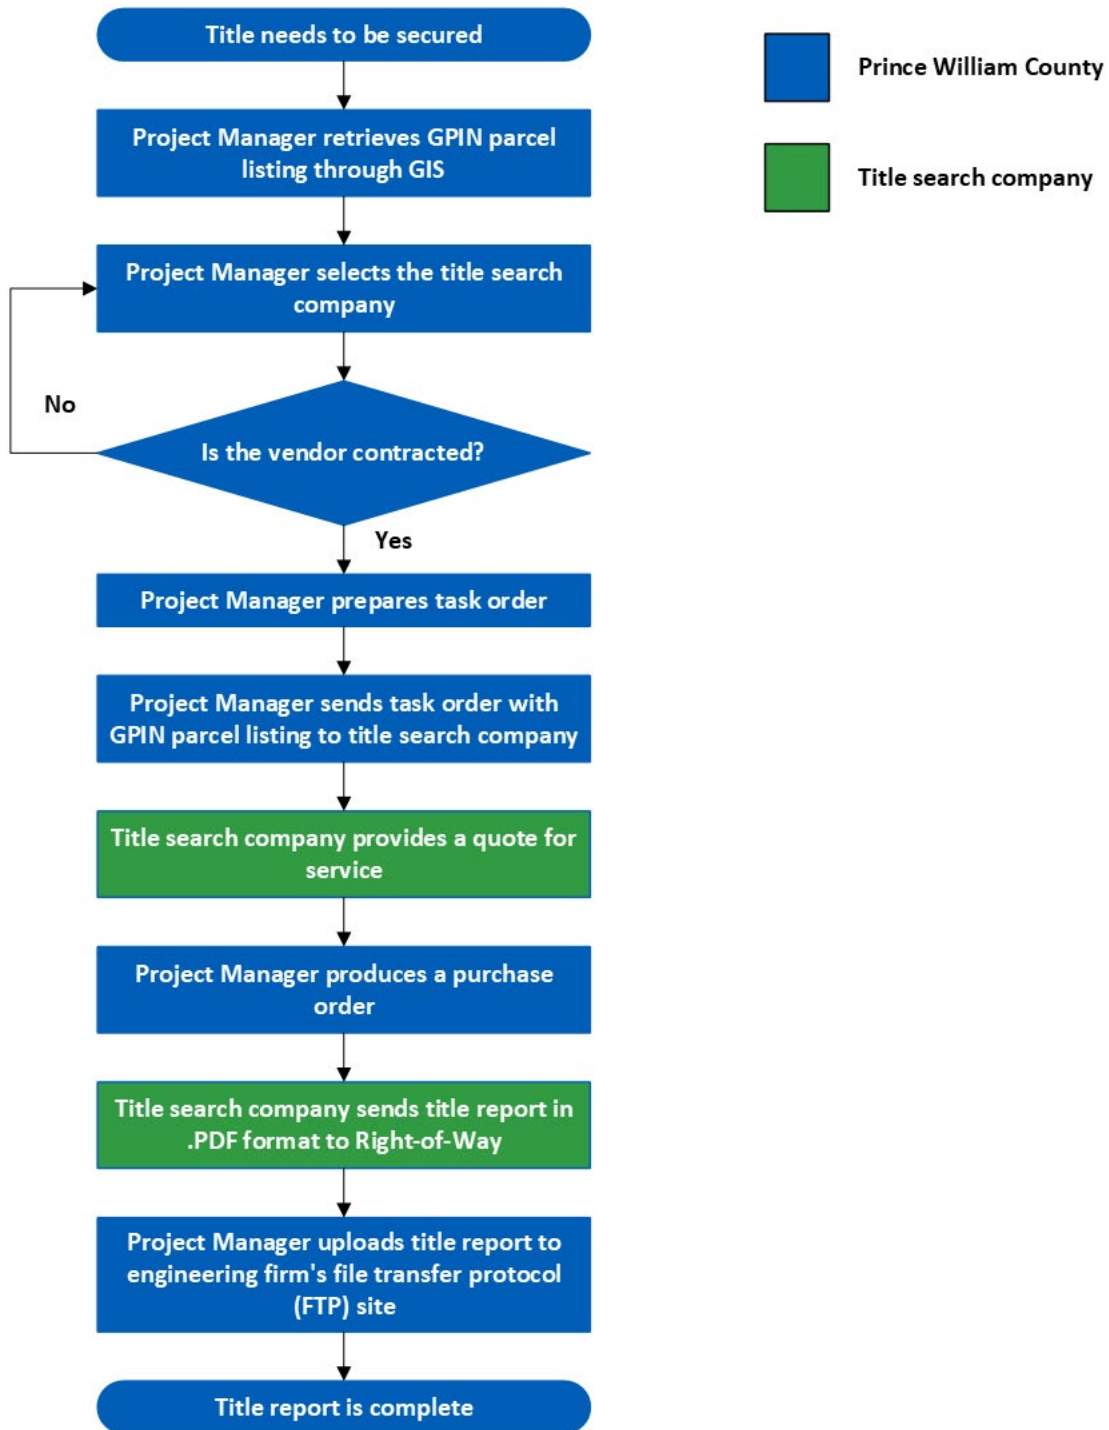 Title needs to be secured
Prince William County
Project Manager retrieves GPIN parcel
listing through GIS
Title search company
Project Manager selects the title search
company
No
Is the vendor contracted?
Yes
Project Manager prepares task order
Project Manager sends task order with
GPIN parcel listing to title search company
Title search company provides a quote for
service
Project Manager produces a purchase
order
Title search company sends title report in
.PDF format to Right-of-Way
Project Manager uploads title report to
engineering firm's file transfer protocol
(FTP) site
Title report is complete